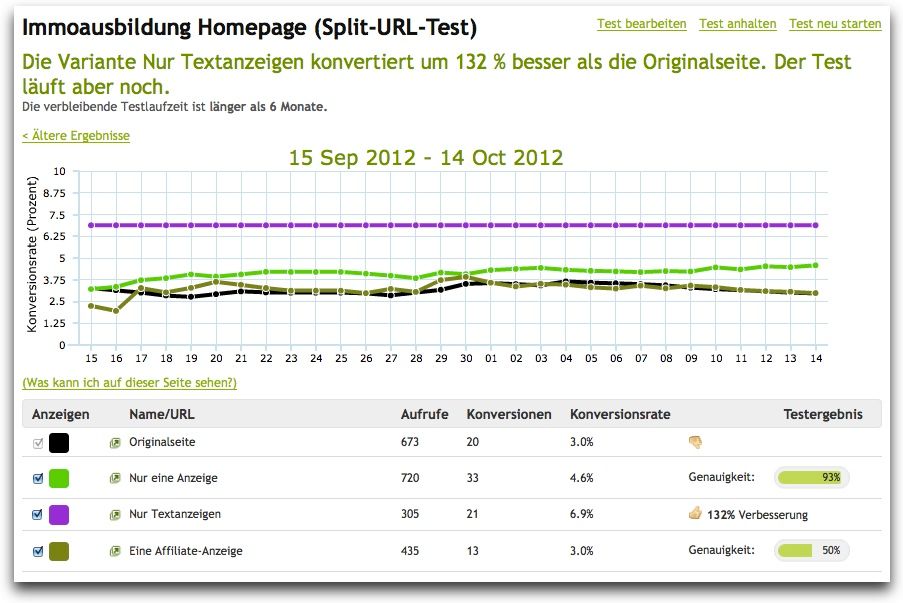 Immoausbildung Homepage (Split-URL-Test)
Test bearbeiten Test anhalten Test neu starten
Die Variante Nur Textanzeigen konvertiert um 132 % besser als die Originalseite. Der Test
läuft aber noch.
Die verbleibende Testlaufzeit ist länger als 6 Monate.
< Ältere Ergebnisse
15 Sep 2012 - 14 Oct 2012
Konversionsrate (Prozent)
10
8.75
7.5
6.25
5
3.75
2.5
1.25
0
15 16 17 18 19 20 21 22 23 24 25 26 27 28 29 30 01 02 03 04 05 06 07 08 09 10 11 12 13 14
(Was kann ich auf dieser Seite sehen?)
Anzeigen Name/URL Aufrufe Konversionen Konversionsrate Testergebnis
Originalseite 673 20 3.0%
Nur eine Anzeige 720 33 4.6% Genauigkeit: 93%
Nur Textanzeigen 305 21 6.9% 132% Verbesserung
Eine Affiliate-Anzeige 435 13 3.0% Genauigkeit: 50%